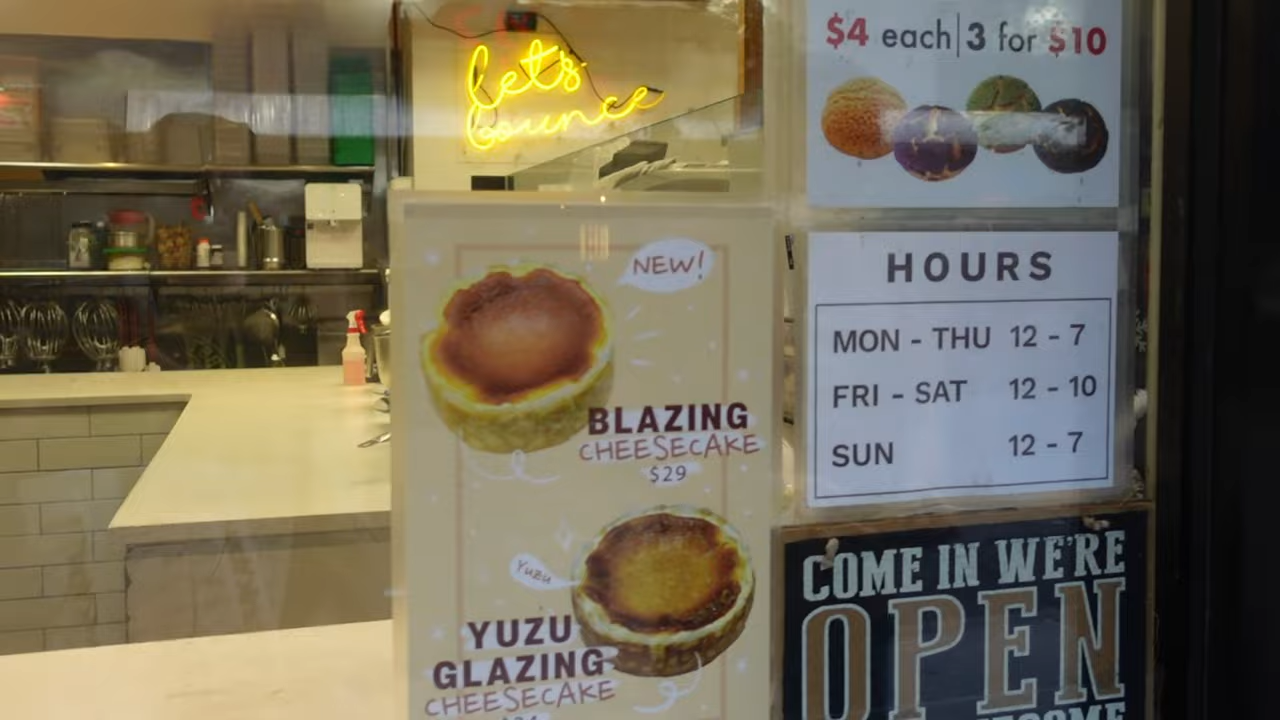 let's
bounce
$4 each | 3 for $10
HOURS
MON - THU 12 - 7
FRI - SAT 12 - 10
SUN 12 - 7
NEW!
BLAZING
CHEESECAKE
$29
Yuzu
YUZU
GLAZING
CHEESECAKE
COME IN WE'RE
OPEN